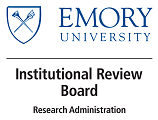 EMORY
UNIVERSITY
Institutional Review
Board
Research Administration